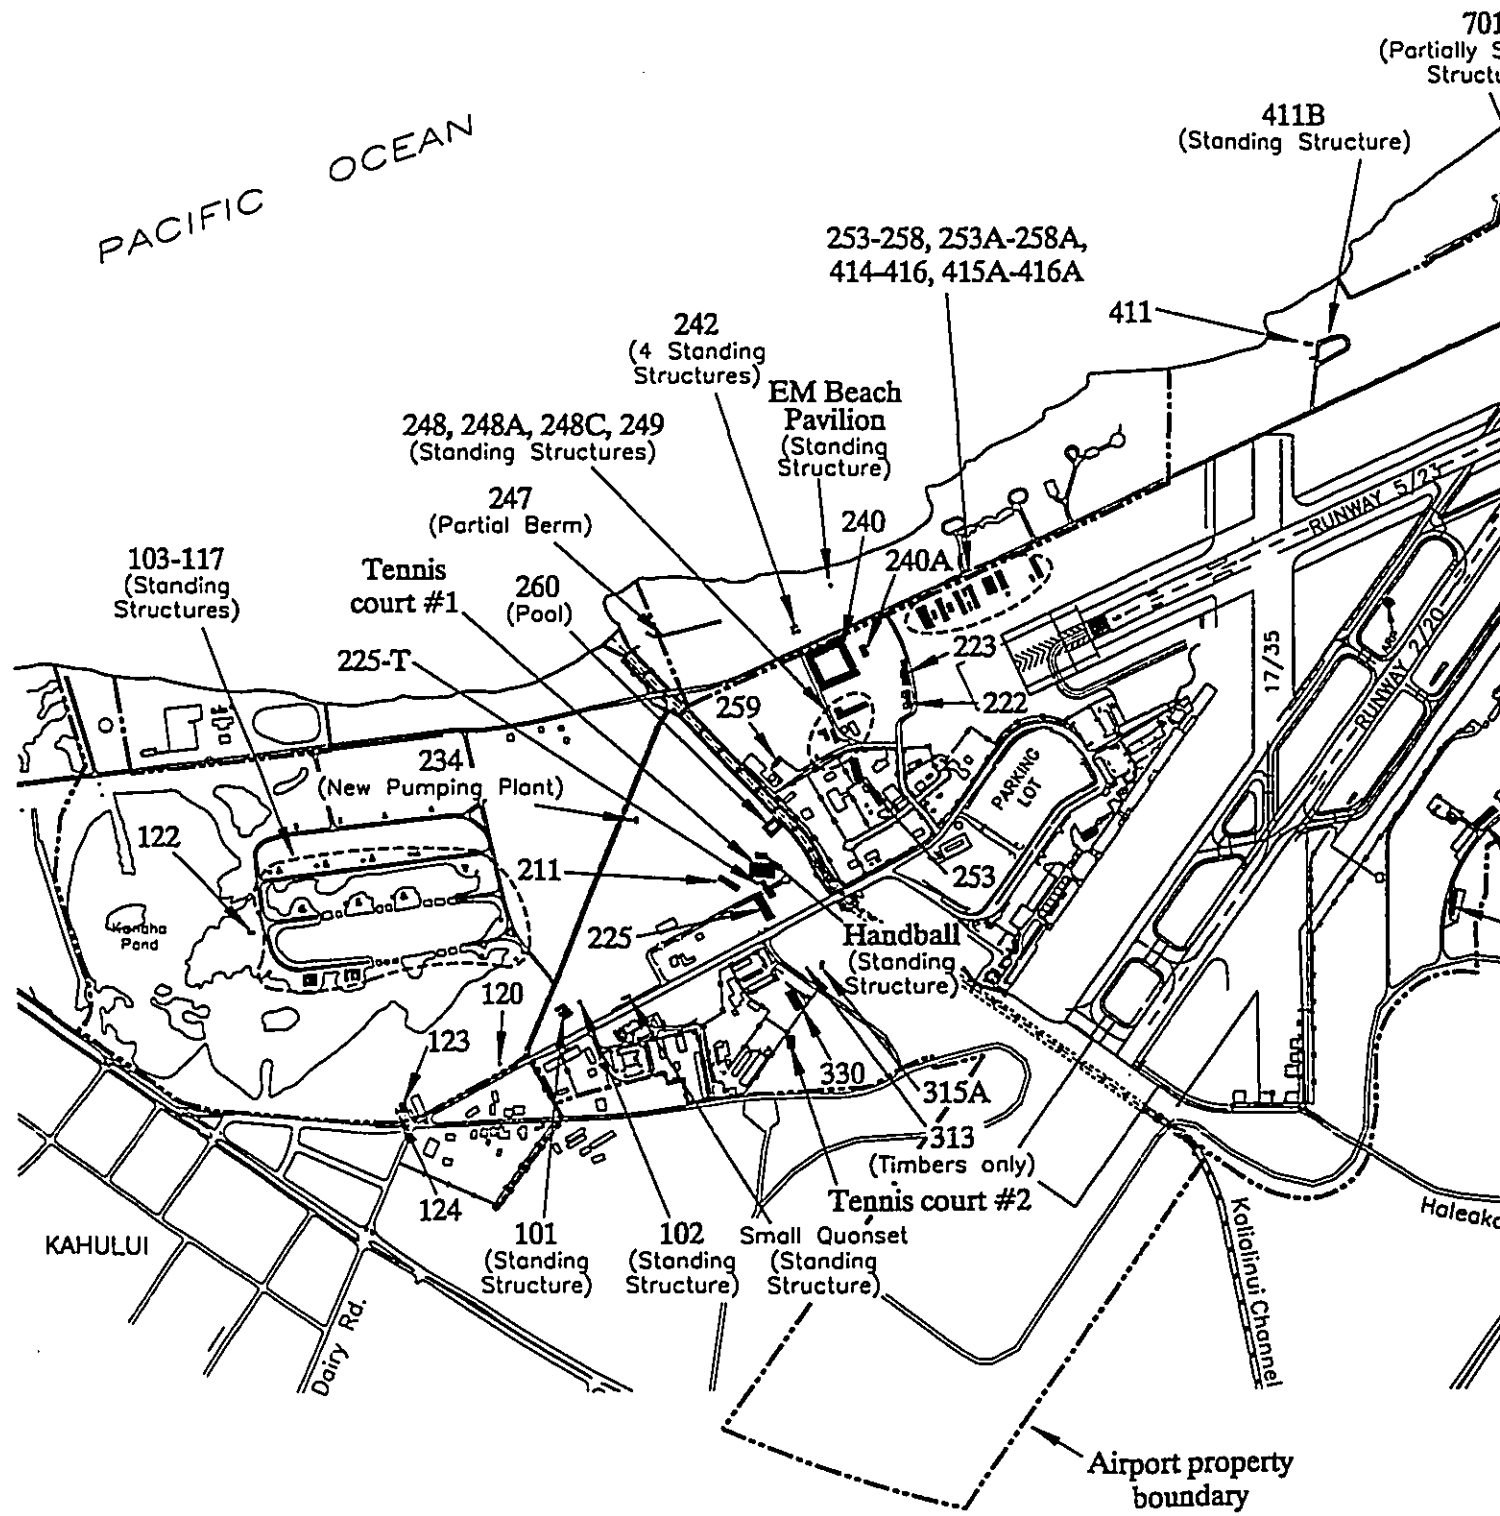 701
(Partially S
Structu
411B
(Standing Structure)
PACIFIC OCEAN
253-258, 253A-258A,
414-416, 415A-416A
411
242
(4 Standing
Structures)
EM Beach
Pavilion
(Standing
Structure)
248, 248A, 248C, 249
(Standing Structures)
247
(Partial Berm)
240
240A
RUNWAY 5/23
103-117
(Standing
Structures)
Tennis
court #1
260
(Pool)
225-T
223
222
259
17/35
RUNWAY 2/20
234
(New Pumping Plant)
PARKING
LOT
122
211
253
Kanaha
Pond
225
Handball
(Standing
Structure)
120
123
330
315A
313
(Timbers only)
Tennis court #2
124
101
(Standing
Structure)
102
(Standing
Structure)
Small Quonset
(Standing
Structure)
KAHULUI
Dairy Rd.
Kalialinui Channel
Haleaka
Airport property
boundary